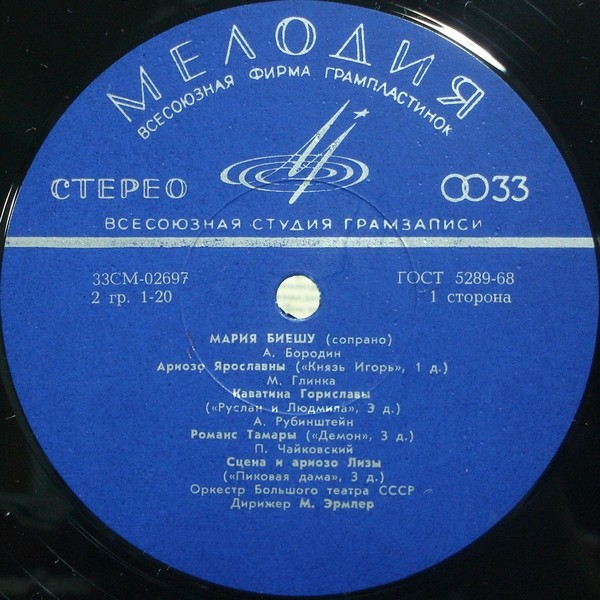 МЕЛОДИЯ
ВСЕСОЮЗНАЯ ФИРМА ГРАМПЛАСТИНОК
СТЕРЕО
33
ВСЕСОЮЗНАЯ СТУДИЯ ГРАМЗАПИСИ
33СМ-02697 ГОСТ 5289-68
2 гр. 1-20 1 сторона
МАРИЯ БИЕШУ (сопрано)
А. Бородин
Ариозо Ярославны («Князь Игорь», 1 д.)
М. Глинка
Каватина Гориславы
(«Руслан и Людмила», 3 д.)
А. Рубинштейн
Романс Тамары («Демон», 3 д.)
П. Чайковский
Сцена и ариозо Лизы
(«Пиковая дама», 3 д.)
Оркестр Большого театра СССР
Дирижер М. Эрмлер